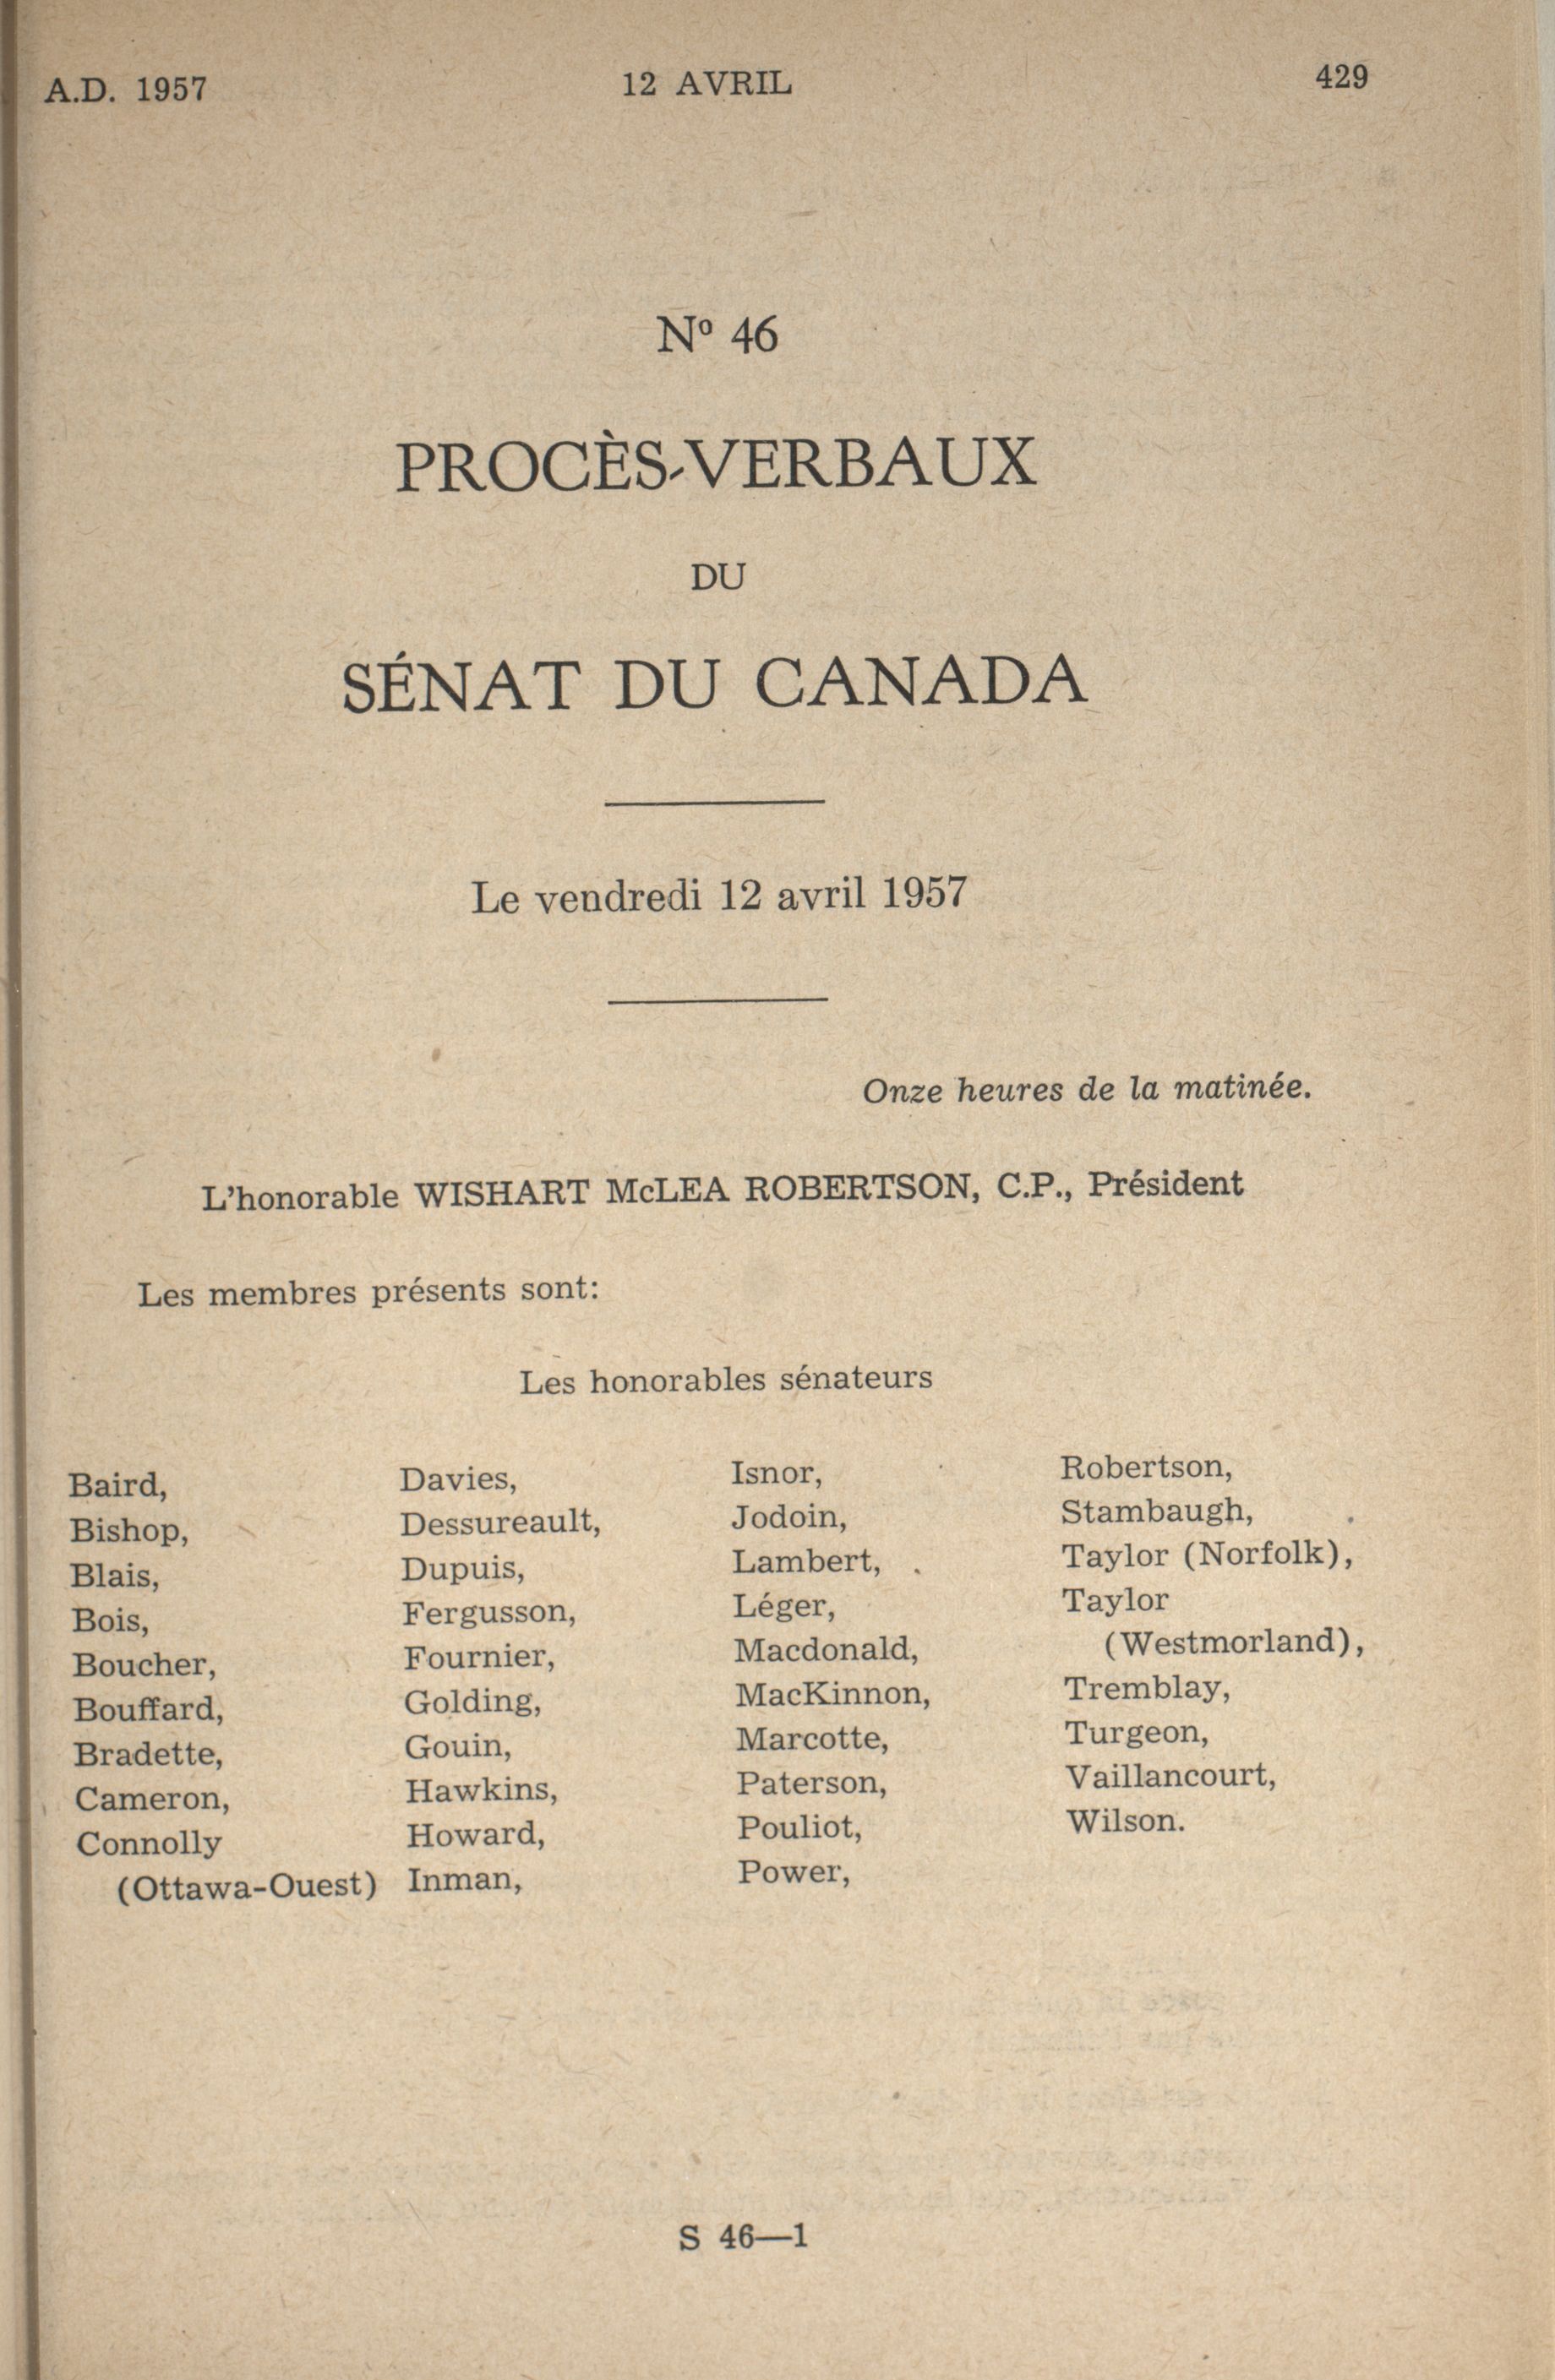 A.D. 1957 12 AVRIL 429
Nº 46
PROCÈS-VERBAUX
DU
SÉNAT DU CANADA
Le vendredi 12 avril 1957
Onze heures de la matinée.
L'honorable WISHART McLEA ROBERTSON, C.P., Président
Les membres présents sont:
Les honorables sénateurs
Baird,
Bishop,
Blais,
Bois,
Boucher,
Bouffard,
Bradette,
Cameron,
Connolly
(Ottawa-Ouest)
Davies,
Dessureault,
Dupuis,
Fergusson,
Fournier,
Golding,
Gouin,
Hawkins,
Howard,
Inman,
Isnor,
Jodoin,
Lambert,
Léger,
Macdonald,
MacKinnon,
Marcotte,
Paterson,
Pouliot,
Power,
Robertson,
Stambaugh,
Taylor (Norfolk),
Taylor
(Westmorland),
Tremblay,
Turgeon,
Vaillancourt,
Wilson.
S 46—1